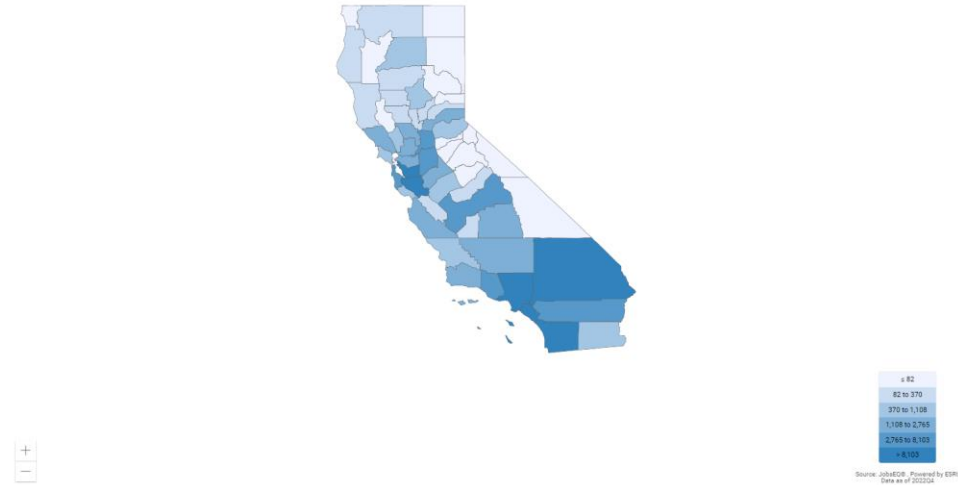 ≤ 82
82 to 370
370 to 1,108
1,108 to 2,765
2,765 to 8,103
> 8,103
Source: JobsEQ®, Powered by ESRI
Data as of 2022Q4
+
−